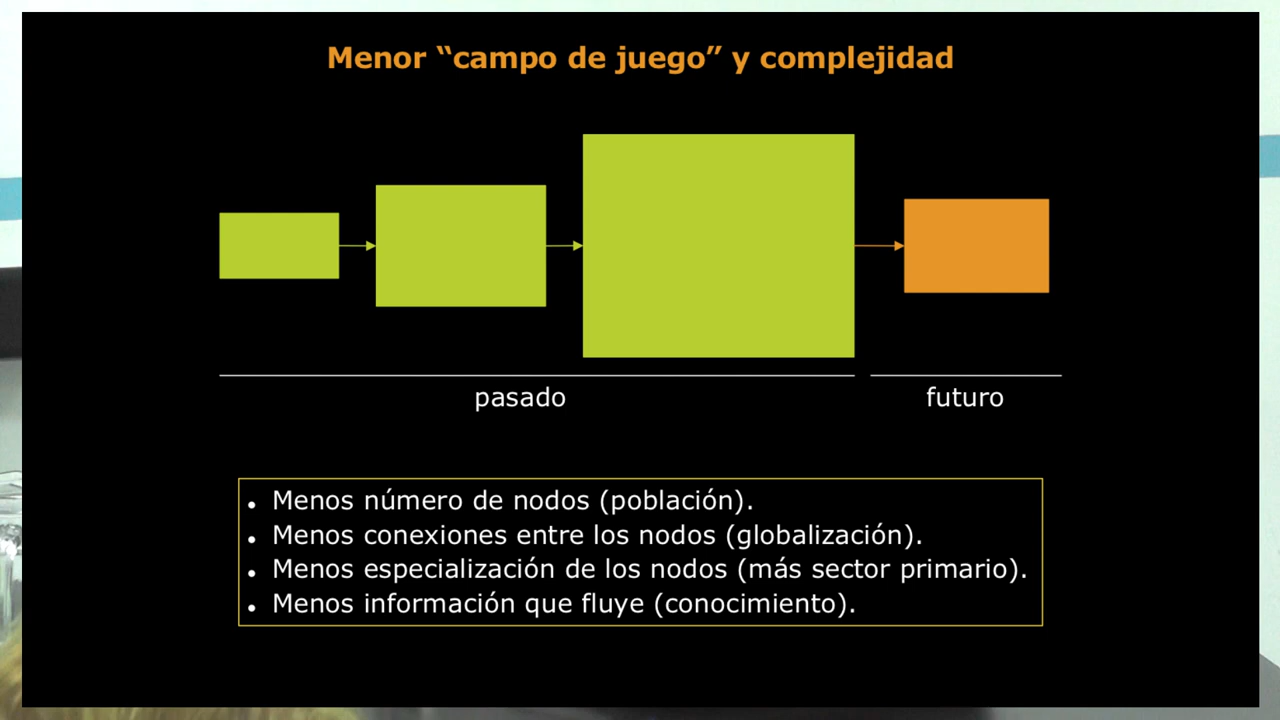 Menor “campo de juego” y complejidad
pasado
futuro
• Menos número de nodos (población).
• Menos conexiones entre los nodos (globalización).
• Menos especialización de los nodos (más sector primario).
• Menos información que fluye (conocimiento).